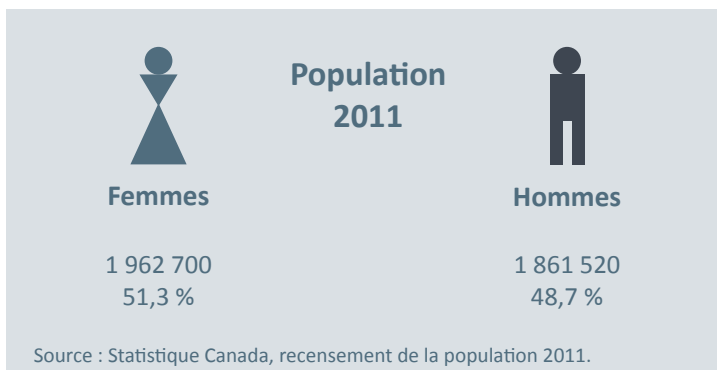 Population
2011
Femmes
Hommes
1 962 700
51,3 %
1 861 520
48,7 %
Source : Statistique Canada, recensement de la population 2011.